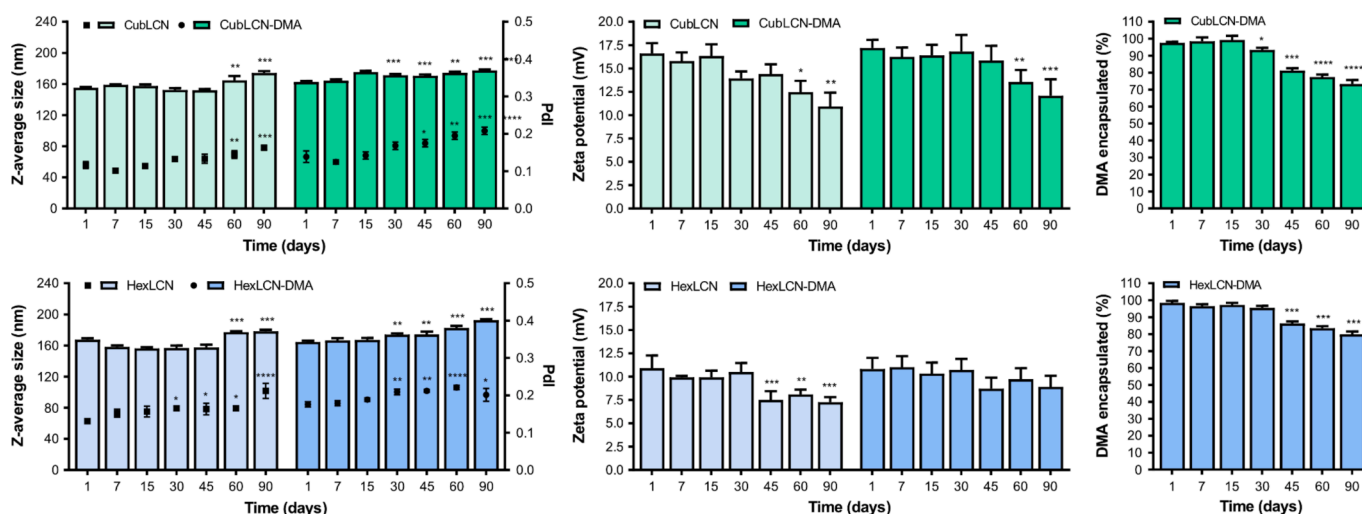 CubLCN CubLCN-DMA
Z-average size (nm)
240
200
160
120
80
40
0
0.5
0.4
0.3
0.2
0.1
0.0
PdI
** *** *** *** ** ***
** *** * ** *** ****
1 7 15 30 45 60 90 1 7 15 30 45 60 90
Time (days)
Time (days)
CubLCN CubLCN-DMA
Zeta potential (mV)
20.0
17.5
15.0
12.5
10.0
7.5
5.0
2.5
0.0
* ** ** ***
1 7 15 30 45 60 90 1 7 15 30 45 60 90
Time (days)
Time (days)
CubLCN-DMA
DMA encapsulated (%)
110
100
90
80
70
60
50
40
30
20
10
0
* *** **** ****
1 7 15 30 45 60 90
Time (days)
HexLCN HexLCN-DMA
Z-average size (nm)
240
200
160
120
80
40
0
0.5
0.4
0.3
0.2
0.1
0.0
PdI
*** *** ** ** *** ***
* * * **** ** ** **** *
1 7 15 30 45 60 90 1 7 15 30 45 60 90
Time (days)
Time (days)
HexLCN HexLCN-DMA
Zeta potential (mV)
20.0
17.5
15.0
12.5
10.0
7.5
5.0
2.5
0.0
*** ** ***
1 7 15 30 45 60 90 1 7 15 30 45 60 90
Time (days)
Time (days)
HexLCN-DMA
DMA encapsulated (%)
110
100
90
80
70
60
50
40
30
20
10
0
*** *** ***
1 7 15 30 45 60 90
Time (days)